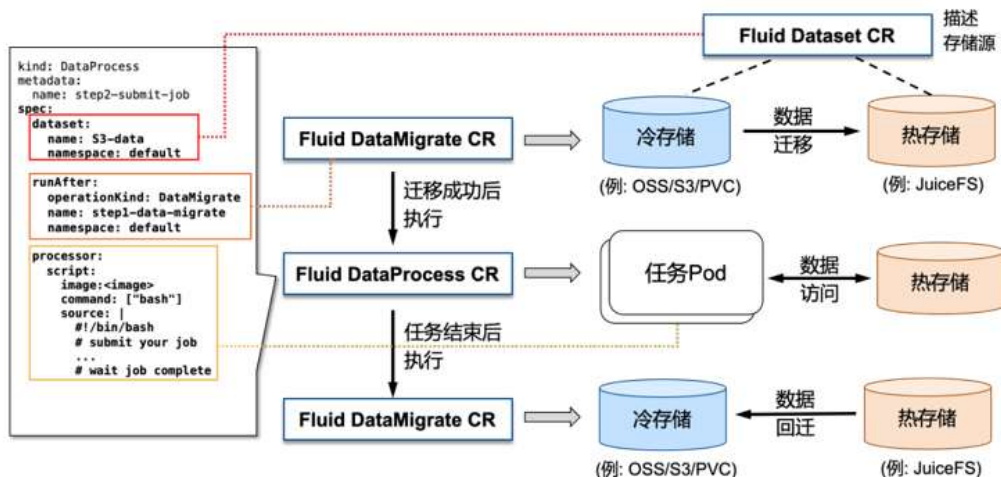 kind: DataProcess
metadata:
name: step2-submit-job
spec:
dataset:
name: S3-data
namespace: default
runAfter:
operationKind: DataMigrate
name: step1-data-migrate
namespace: default
processor:
script:
image:<image>
command: ["bash"]
source: |
#!/bin/bash
# submit your job
...
# wait job complete
Fluid Dataset CR
描述
存储源
Fluid DataMigrate CR
冷存储
数据
迁移
热存储
(例: OSS/S3/PVC)
(例: JuiceFS)
迁移成功后
执行
Fluid DataProcess CR
任务Pod
数据
访问
热存储
任务结束后
执行
Fluid DataMigrate CR
冷存储
数据
回迁
热存储
(例: OSS/S3/PVC)
(例: JuiceFS)